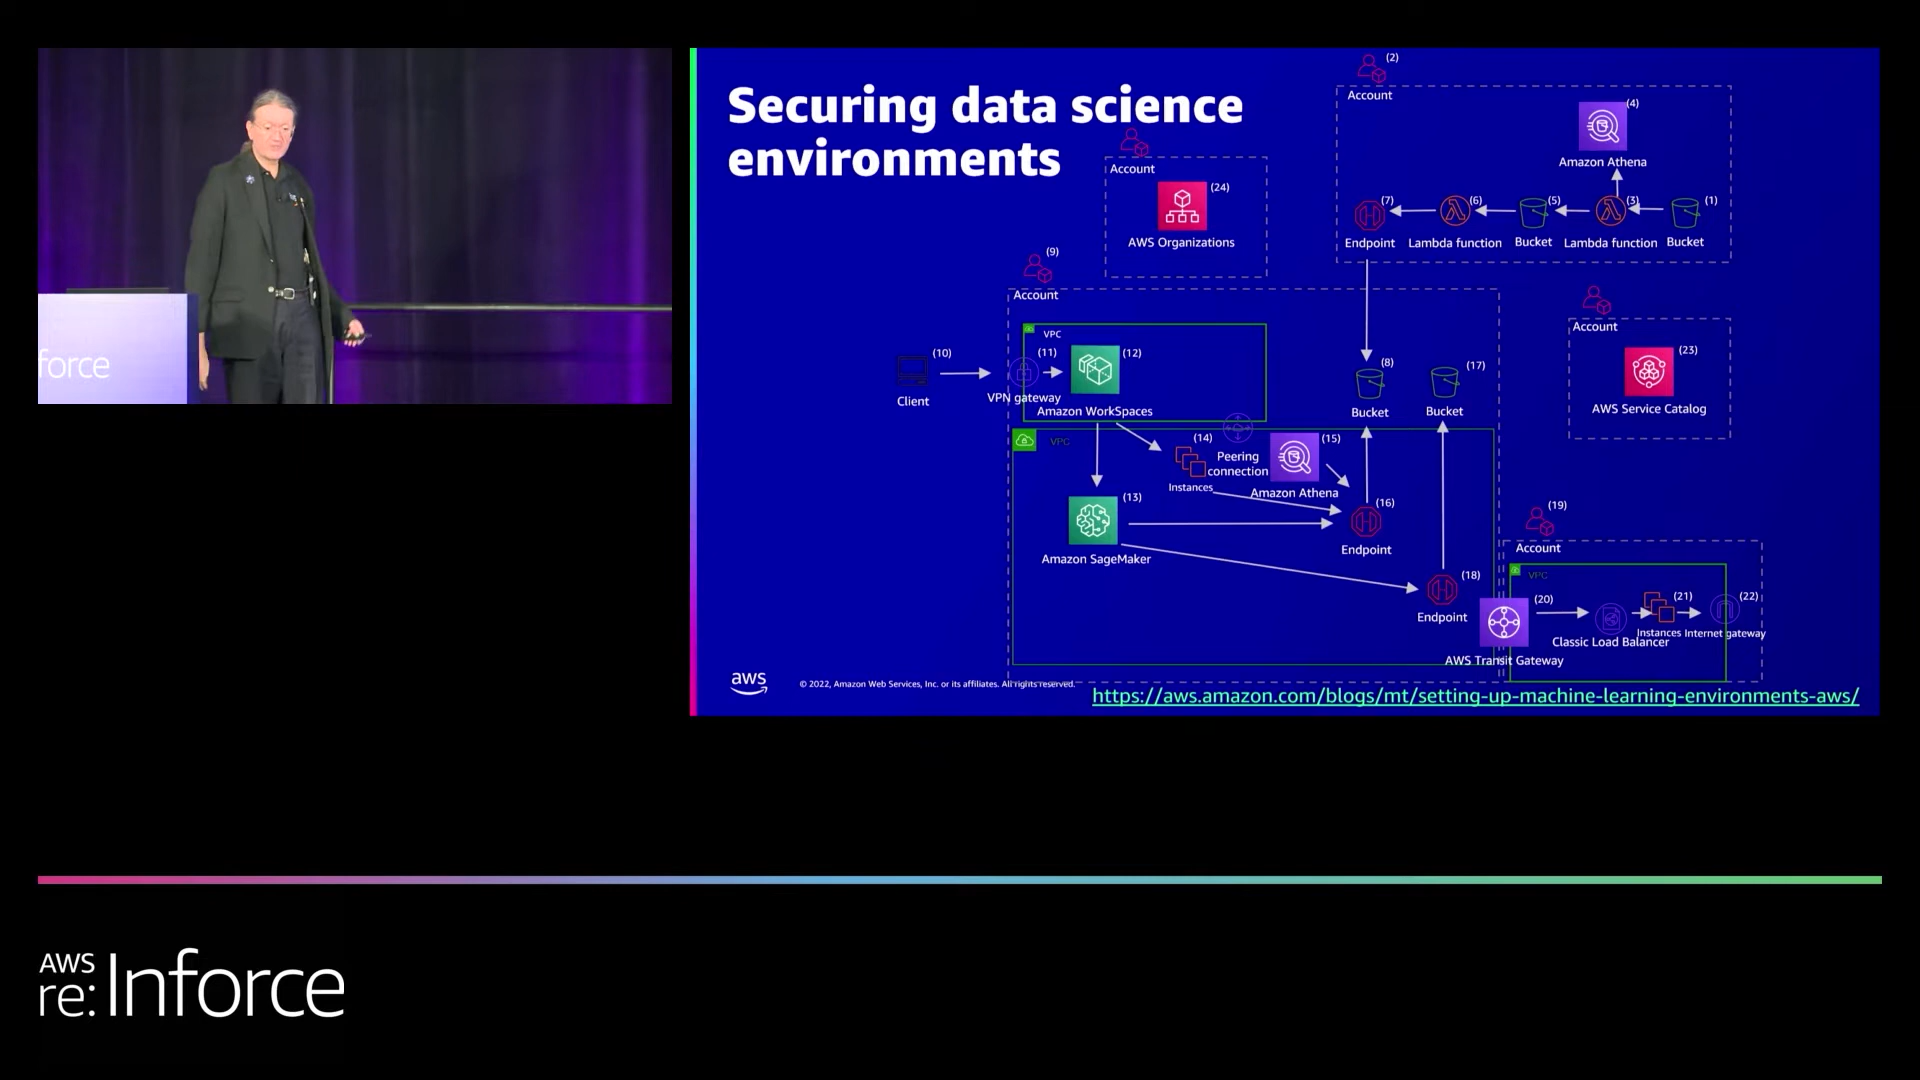 force
Securing data science
environments
(2)
Account
(4)
Amazon Athena
(7)
(6)
(5)
(3)
(1)
Endpoint
Lambda function
Bucket
Lambda function
Bucket
Account
(24)
AWS Organizations
(9)
Account
VPC
(10)
(11)
(12)
Client
VPN gateway
Amazon WorkSpaces
(8)
(17)
Bucket
Bucket
Account
(23)
AWS Service Catalog
VPC
(14)
Peering
connection
(15)
Instances
Amazon Athena
(13)
(16)
Amazon SageMaker
Endpoint
(18)
Endpoint
(19)
Account
VPC
(20)
(21)
(22)
Classic Load Balancer
Instances
Internet gateway
AWS Transit Gateway
aws
© 2022, Amazon Web Services, Inc. or its affiliates. All rights reserved.
https://aws.amazon.com/blogs/mt/setting-up-machine-learning-environments-aws/
AWS
re:Inforce